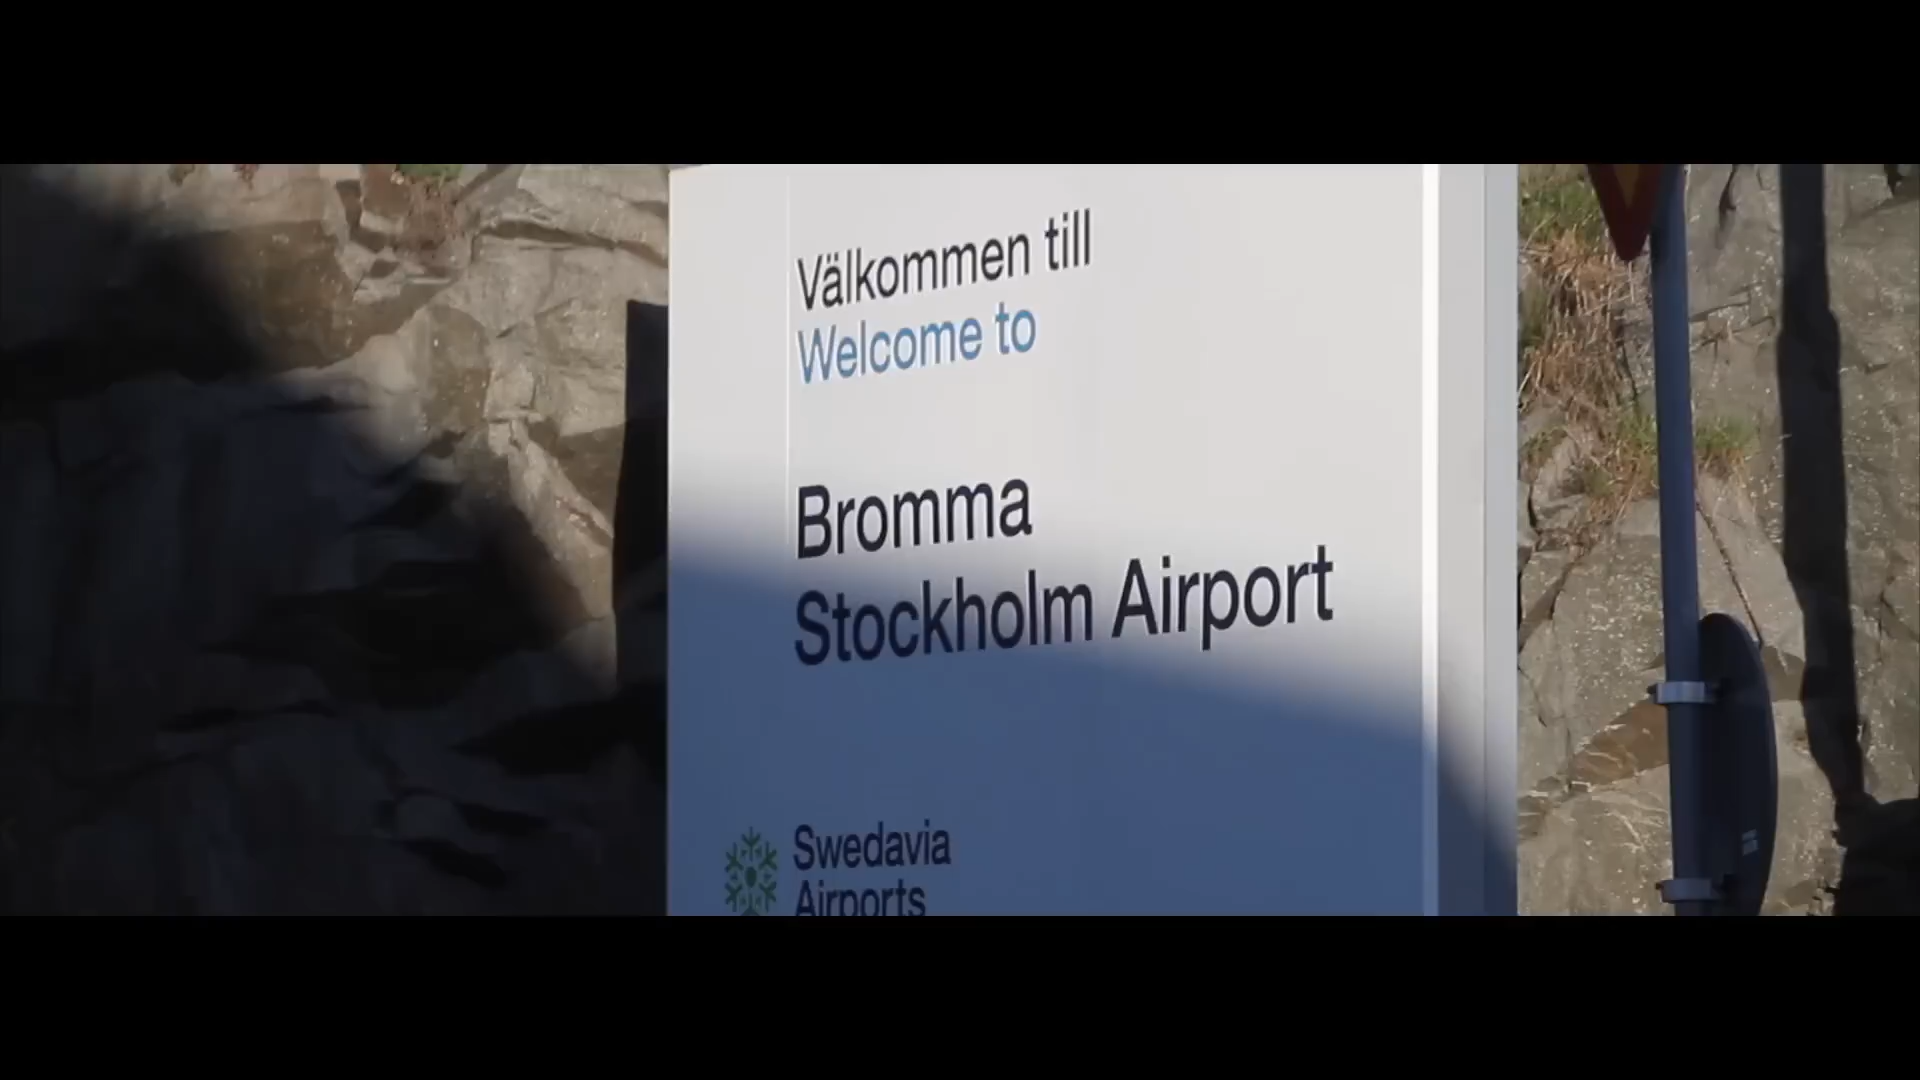 Välkommen till
Welcome to
Bromma
Stockholm Airport
Swedavia
Airports